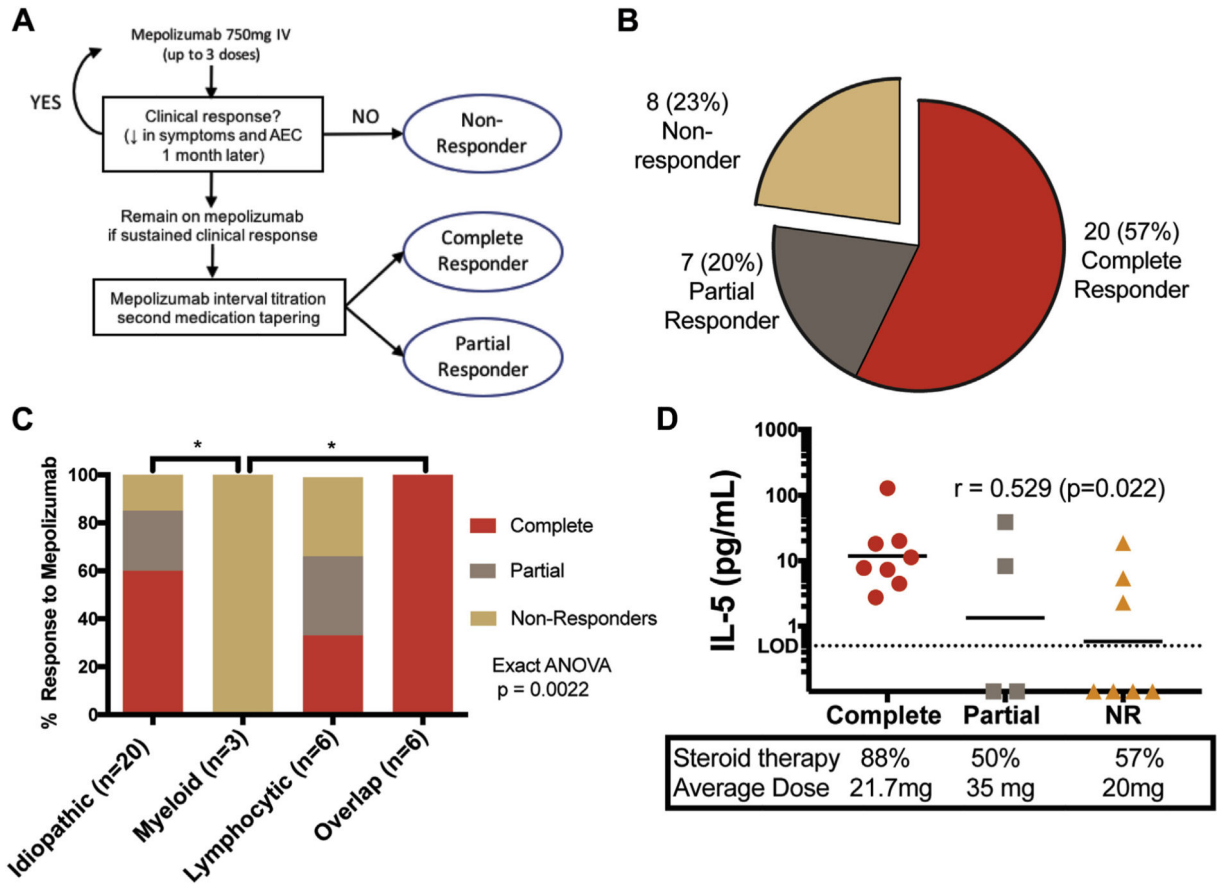 A
Mepolizumab 750mg IV
(up to 3 doses)
YES
Clinical response?
(↓ in symptoms and AEC
1 month later)
NO
Non-
Responder
Remain on mepolizumab
if sustained clinical response
Mepolizumab interval titration
second medication tapering
Complete
Responder
Partial
Responder
B
8 (23%)
Non-
responder
7 (20%)
Partial
Responder
20 (57%)
Complete
Responder
C
* *
% Response to Mepolizumab
100
80
60
40
20
0
Idiopathic (n=20)
Myeloid (n=3)
Lymphocytic (n=6)
Overlap (n=6)
Complete
Partial
Non-Responders
Exact ANOVA
p = 0.0022
D
IL-5 (pg/mL)
1000
100
10
1
LOD
r = 0.529 (p=0.022)
Complete Partial NR
Steroid therapy 88% 50% 57%
Average Dose 21.7mg 35 mg 20mg